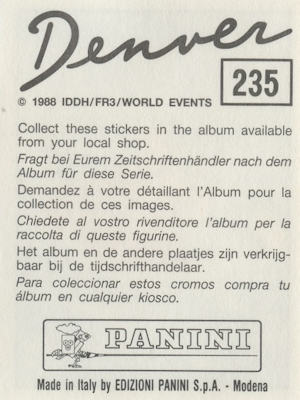 Denver
235
© 1988 IDDH/FR3/WORLD EVENTS
Collect these stickers in the album available
from your local shop.
Fragt bei Eurem Zeitschriftenhändler nach dem
Album für diese Serie.
Demandez à votre détaillant l'Album pour la
collection de ces images.
Chiedete al vostro rivenditore l'album per la
raccolta di queste figurine.
Het album en de andere plaatjes zijn verkrijg-
baar bij de tijdschrifthandelaar.
Para coleccionar estos cromos compra tu
álbum en cualquier kiosco.
PANINI
Made in Italy by EDIZIONI PANINI S.p.A. - Modena